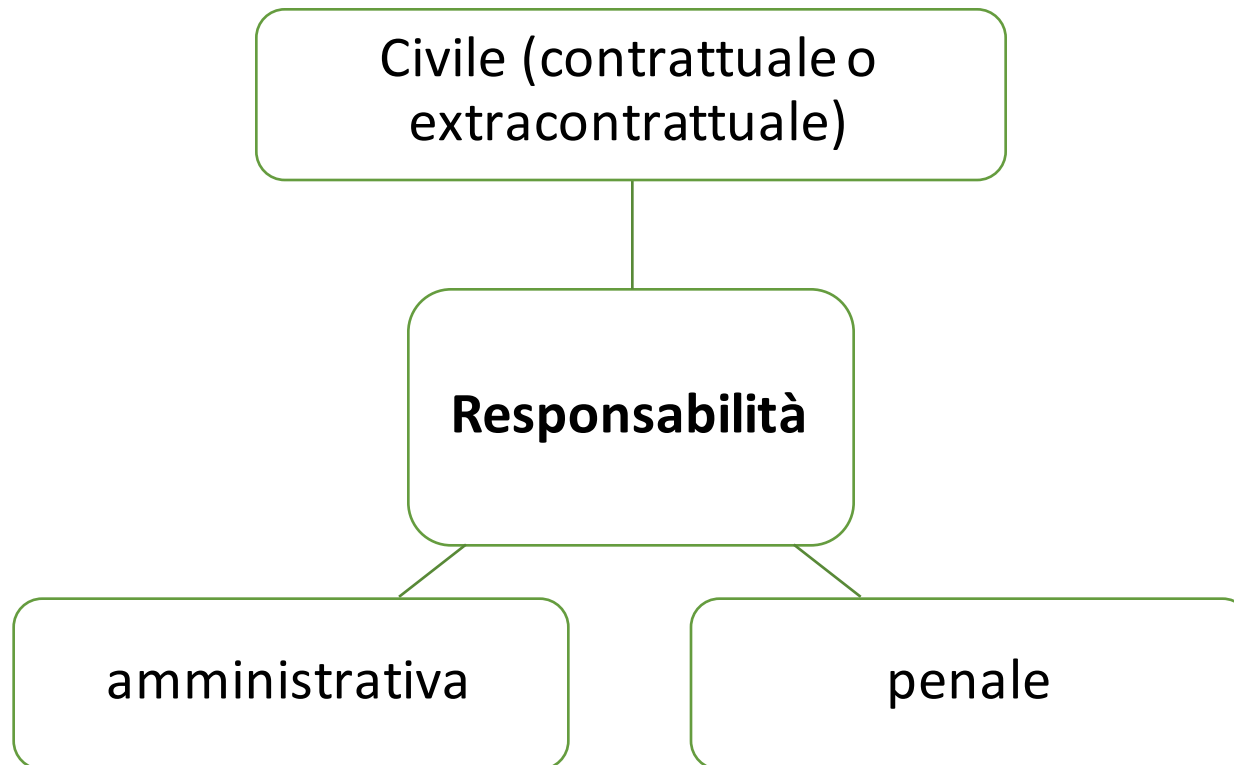 Civile (contrattuale o
extracontrattuale)
Responsabilità
amministrativa
penale